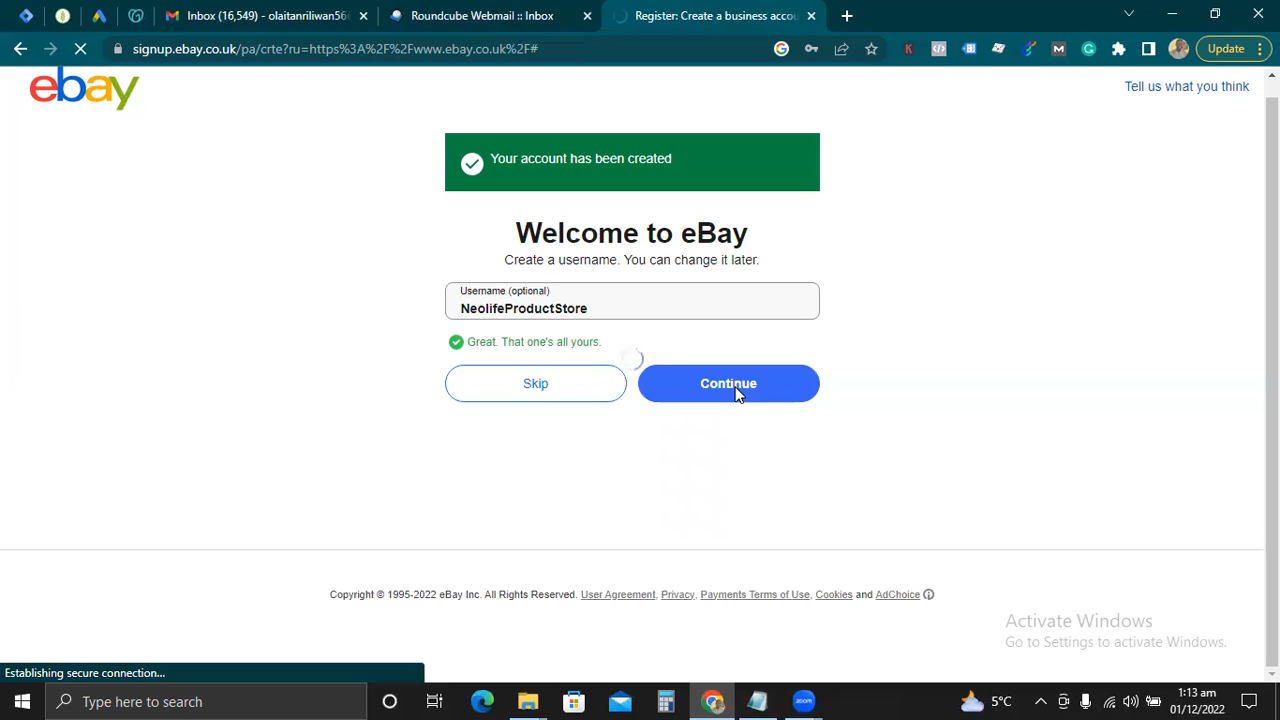 Inbox (16,549) - olaitanriliwan56
Roundcube Webmail :: Inbox
Register: Create a business accou
signup.ebay.co.uk/pa/crte?ru=https%3A%2F%2Fwww.ebay.co.uk%2F#
Update
ebay
Tell us what you think
Your account has been created
Welcome to eBay
Create a username. You can change it later.
Username (optional)
NeolifeProductStore
Great. That one's all yours.
Skip
Continue
Copyright © 1995-2022 eBay Inc. All Rights Reserved. User Agreement, Privacy, Payments Terms of Use, Cookies and AdChoice
Activate Windows
Go to Settings to activate Windows.
Establishing secure connection...
Type here to search
zoom
5°C
1:13 am
01/12/2022